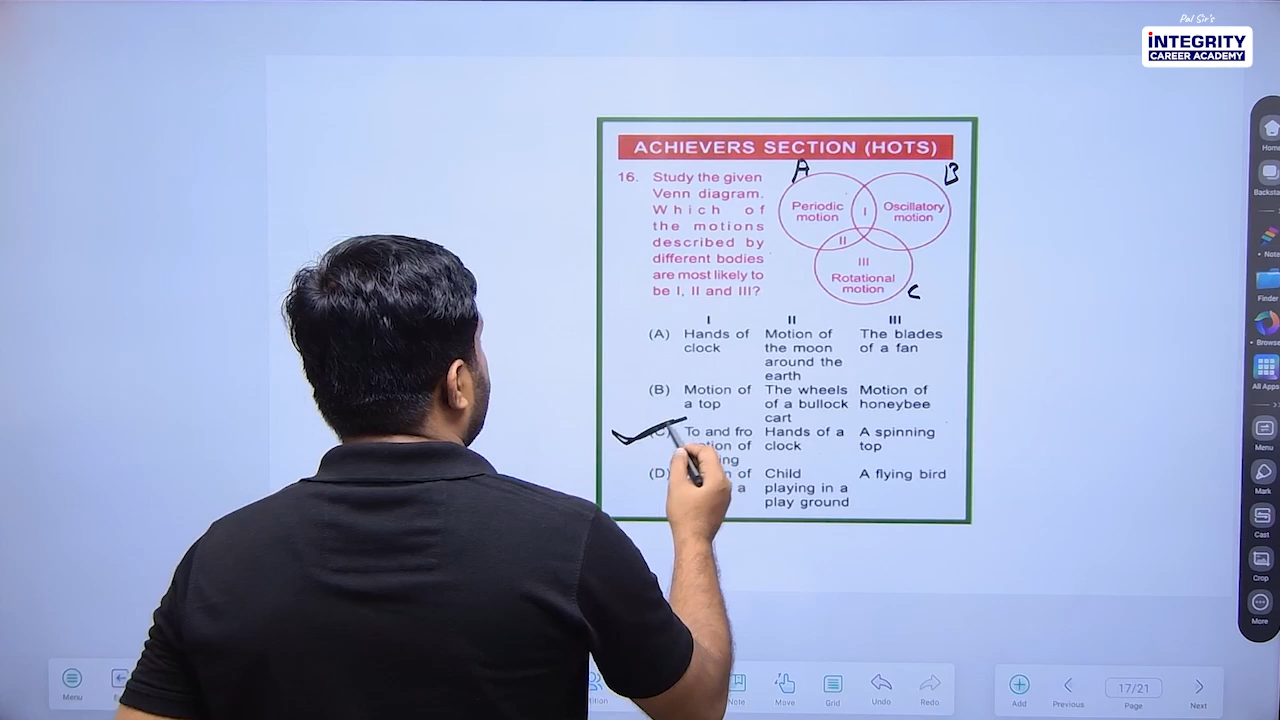 Pal Sir's
iNTEGRITY
CAREER ACADEMY
ACHIEVERS SECTION (HOTS)
16. Study the given
Venn diagram.
Which of
the motions
described by
different bodies
are most likely to
be I, II and III?
A
B
Periodic
motion
I
Oscillatory
motion
II
III
Rotational
motion
C
I II III
(A) Hands of Motion of The blades
clock the moon of a fan
around the
earth
(B) Motion of The wheels Motion of
a top of a bullock honeybee
cart
(C) To and fro Hands of a A spinning
of clock top
(D) of Child A flying bird
a playing in a
play ground
Home
Note
Finder
Browse
All Apps
Menu
Mark
Cast
Crop
More
Menu
Note
Move
Grid
Undo
Redo
Add
Previous
17/21
Page
Next